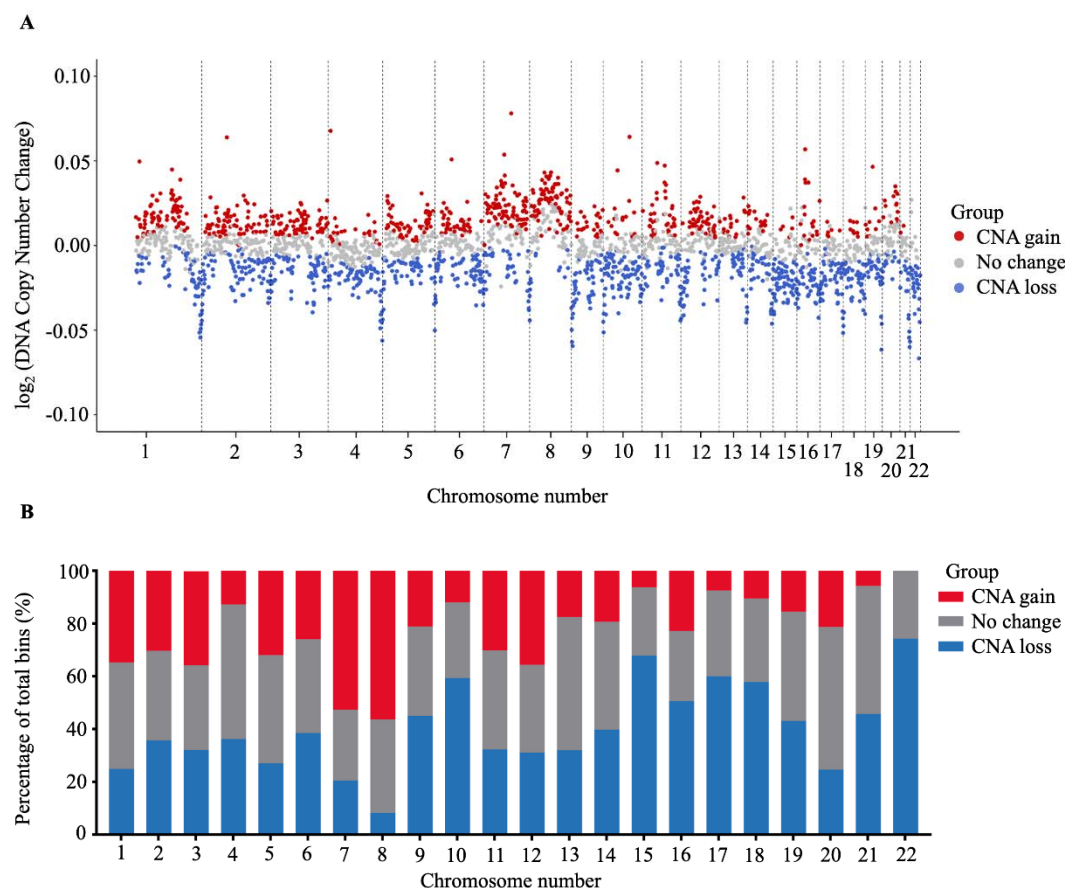 A
log₂ (DNA Copy Number Change)
0.10
0.05
0.00
-0.05
-0.10
1 2 3 4 5 6 7 8 9 10 11 12 13 14 15 16 17 18 19 20 21 22
Chromosome number
Group
CNA gain
No change
CNA loss
B
Percentage of total bins (%)
100
80
60
40
20
0
1 2 3 4 5 6 7 8 9 10 11 12 13 14 15 16 17 18 19 20 21 22
Chromosome number
Group
CNA gain
No change
CNA loss